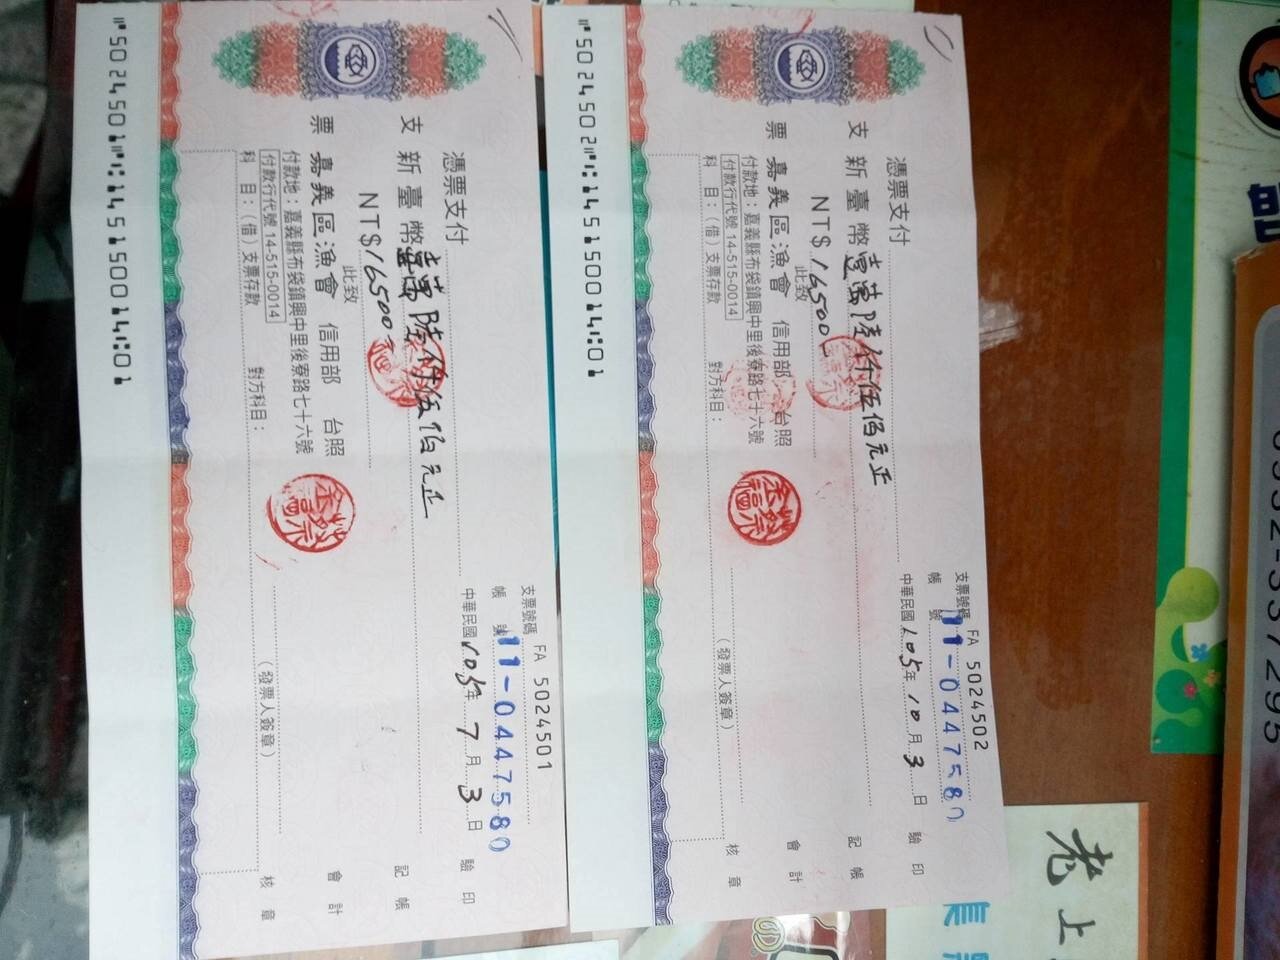 支票號碼 FA 5024501
帳號 11-0447580
中華民國105年7月3日
憑票支付
支 新臺幣壹萬陸仟伍佰元正
NT$16500-
此致
票 嘉義區漁會 信用部 台照
付款地：嘉義縣布袋鎮興中里後寮路七十六號
付款行代號 14-515-0014
科 目：（借）支票存款 對方科目：
（發票人簽章）
驗 印
記 帳
會 計
核 章
⑈5024501⑈⑆145150014⑆01
支票號碼 FA 5024502
帳號 11-0447580
中華民國105年10月3日
憑票支付
支 新臺幣壹萬陸仟伍佰元正
NT$16500
此致
票 嘉義區漁會 信用部 台照
付款地：嘉義縣布袋鎮興中里後寮路七十六號
付款行代號 14-515-0014
科 目：（借）支票存款 對方科目：
（發票人簽章）
驗 印
記 帳
會 計
核 章
⑈5024502⑈⑆145150014⑆01
老上
集